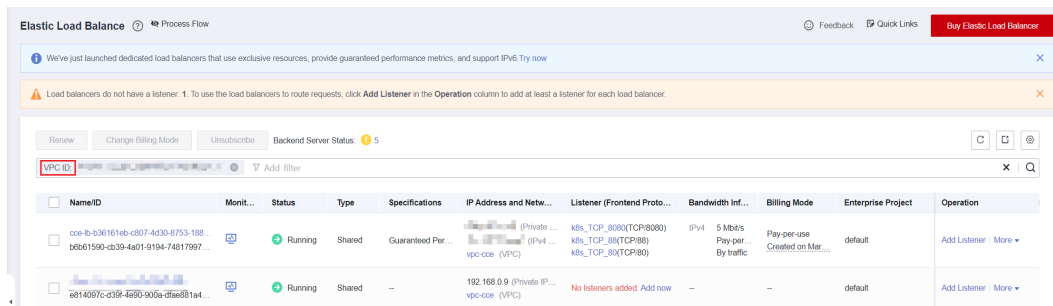 Elastic Load Balance Process Flow Feedback Quick Links Buy Elastic Load Balancer
We've just launched dedicated load balancers that use exclusive resources, provide guaranteed performance metrics, and support IPv6.Try now
Load balancers do not have a listener: 1. To use the load balancers to route requests, click Add Listener in the Operation column to add at least a listener for each load balancer.
Renew Change Billing Mode Unsubscribe Backend Server Status: 5
VPC ID: Add filter
Name/ID Monit... Status Type Specifications IP Address and Netw... Listener (Frontend Proto... Bandwidth Inf... Billing Mode Enterprise Project Operation
cce-lb-b36161eb-c807-4d30-8753-188... (Private ... k8s_TCP_8080(TCP/8080) IPv4 5 Mbit/s
Running Shared Guaranteed Per... (IPv4 ... k8s_TCP_88(TCP/88) Pay-per... Pay-per-use default Add Listener More
b6b61590-cb39-4a01-9194-74817997... vpc-cce (VPC) k8s_TCP_80(TCP/80) By traffic Created on Mar....
192.168.0.9 (Private IP...
Running Shared -- No listeners added. Add now -- -- default Add Listener More
e814097c-d39f-4e90-900a-dfae881a4... vpc-cce (VPC)